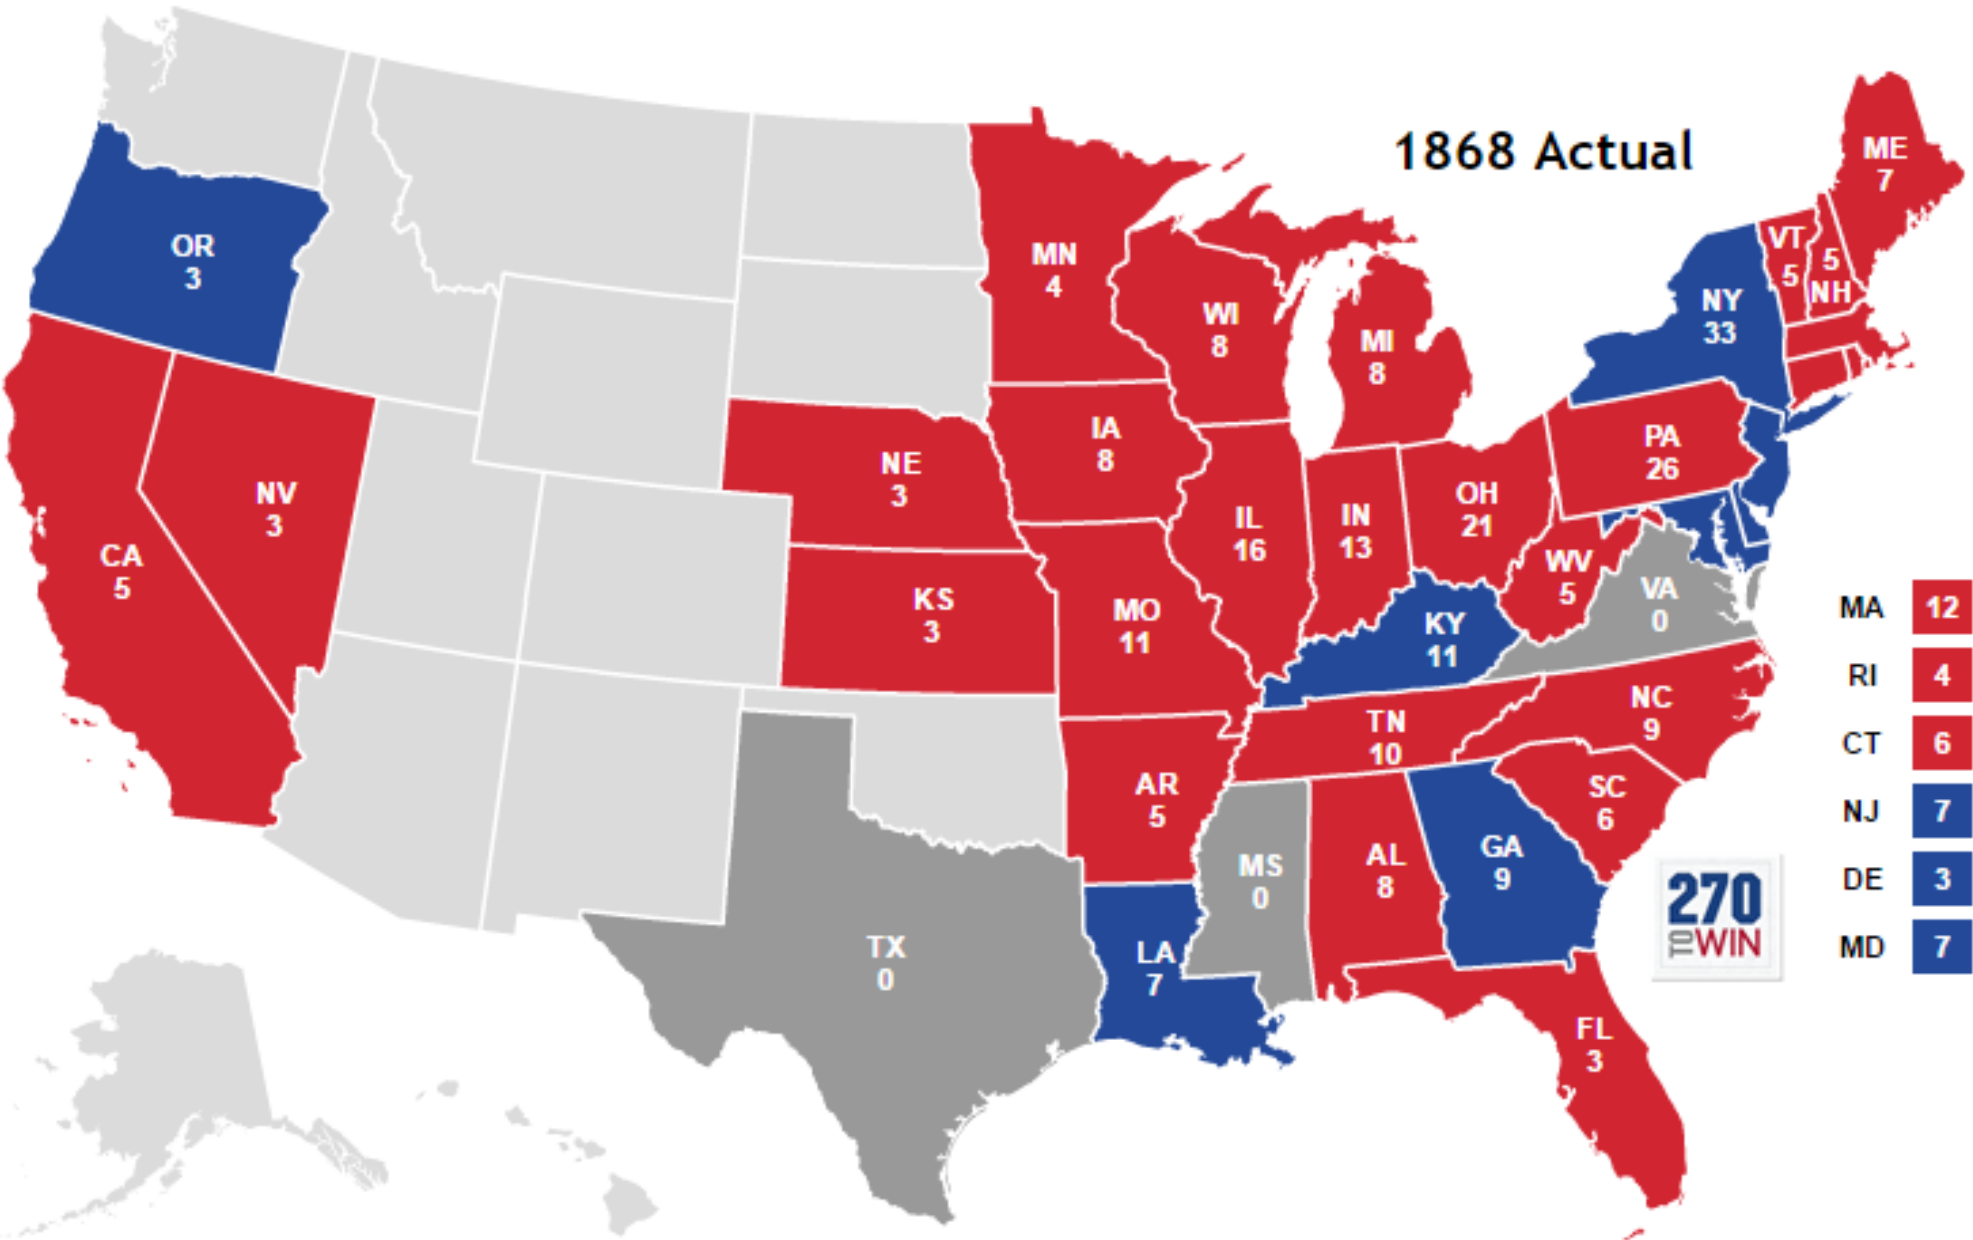 1868 Actual
ME
7
VT
5
5
NH
OR
3
MN
4
NY
33
WI
8
MI
8
IA
8
PA
26
NE
3
NV
3
OH
21
IL
16
IN
13
CA
5
WV
5
VA
0
KS
3
MO
11
KY
11
MA 12
RI 4
CT 6
NJ 7
DE 3
MD 7
NC
9
TN
10
AR
5
SC
6
MS
0
AL
8
GA
9
270
TO WIN
TX
0
LA
7
FL
3